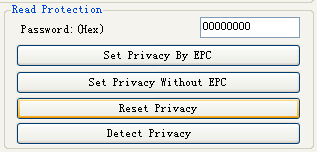 Read Protection
Password:(Hex) 00000000
Set Privacy By EPC
Set Privacy Without EPC
Reset Privacy
Detect Privacy